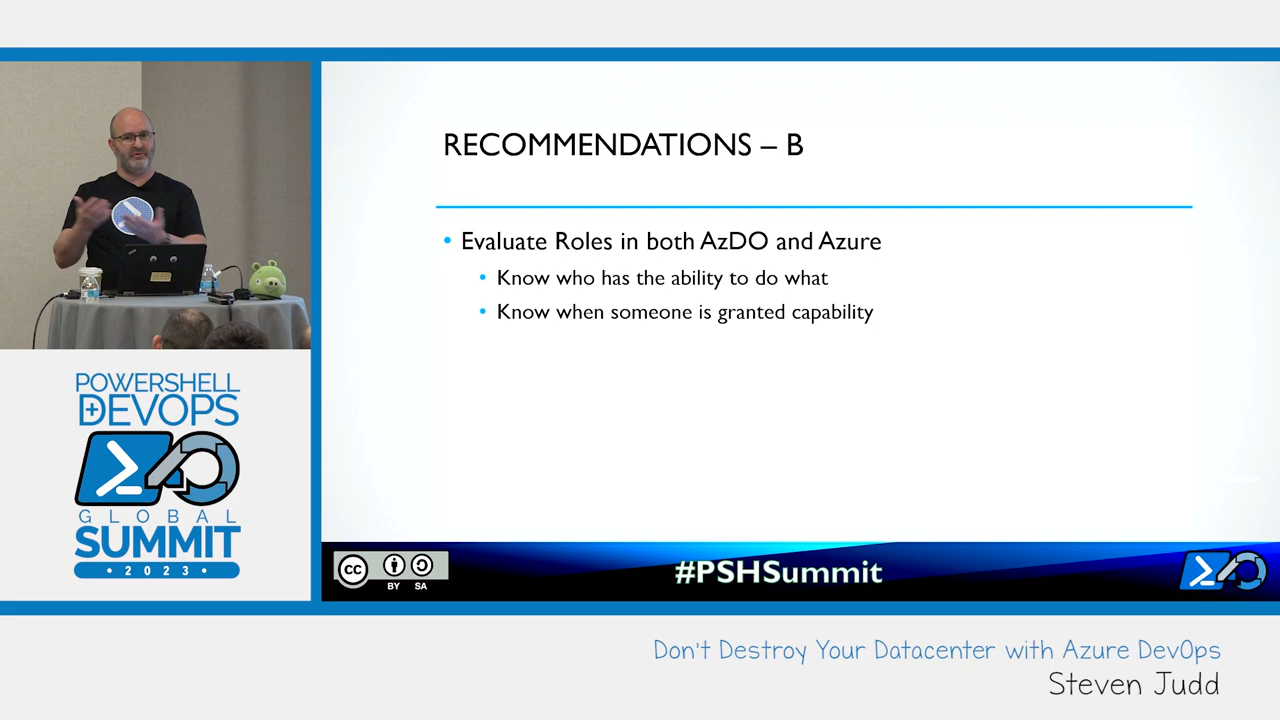 RECOMMENDATIONS – B
• Evaluate Roles in both AzDO and Azure
• Know who has the ability to do what
• Know when someone is granted capability
POWERSHELL
+DEVOPS
GLOBAL
SUMMIT
• 2023 •
cc
BY SA
#PSHSummit
Don't Destroy Your Datacenter with Azure DevOps
Steven Judd